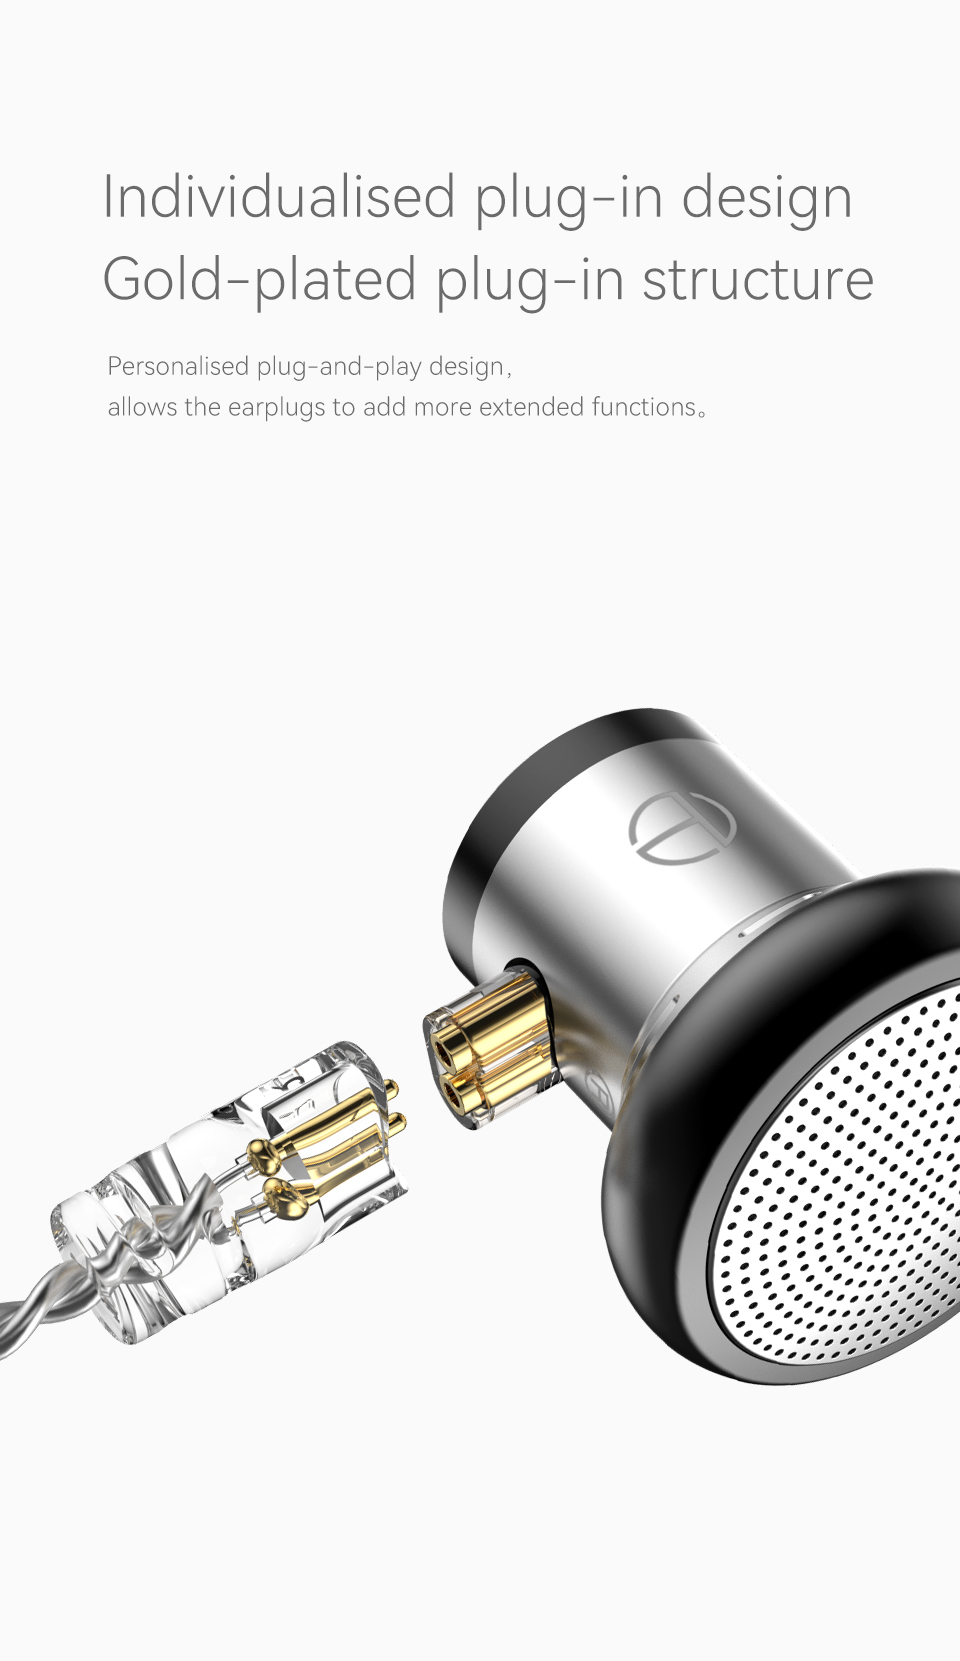 Individualised plug-in design
Gold-plated plug-in structure
Personalised plug-and-play design,
allows the earplugs to add more extended functions。